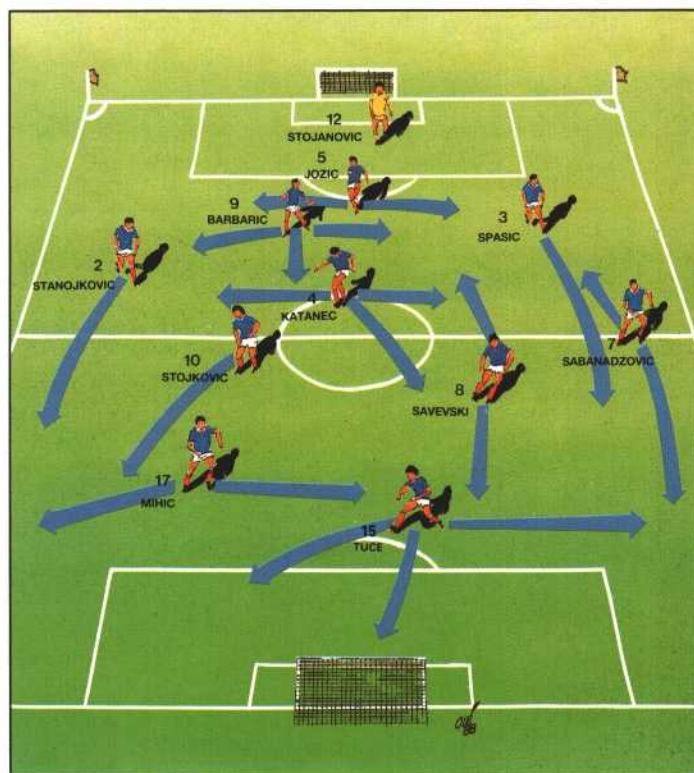 12
STOJANOVIC
5
JOZIC
9
BARBARIC
3
SPASIC
2
STANOJKOVIC
4
KATANEC
7
SABANADZOVIC
10
STOJKOVIC
8
SAVEVSKI
17
MIHIC
15
TUCE